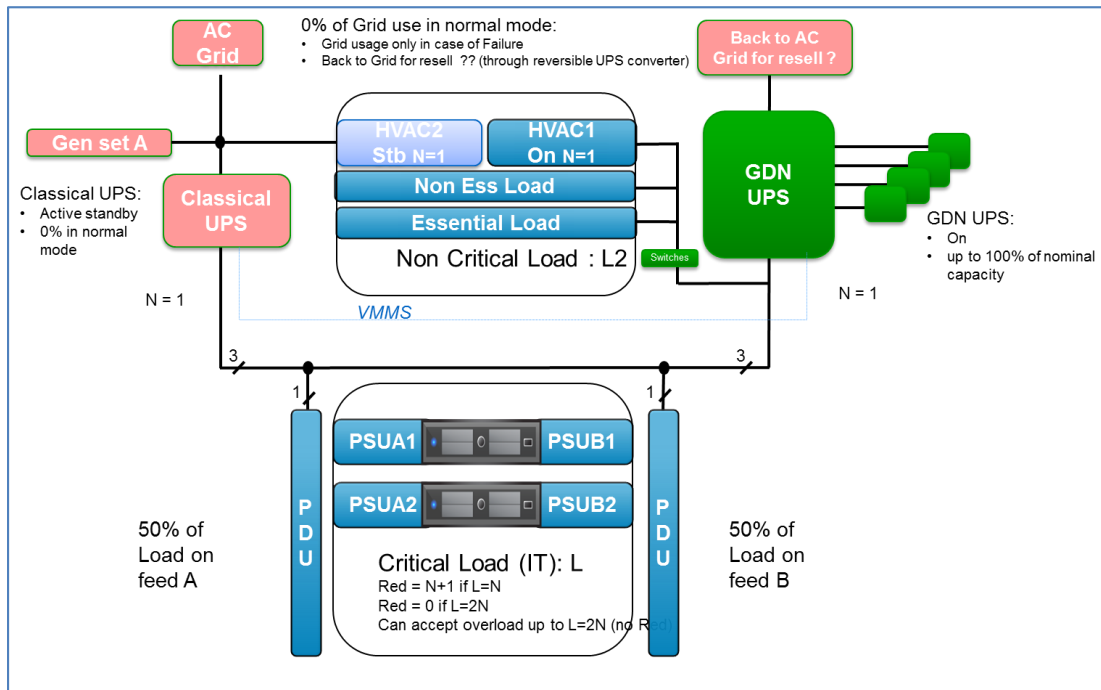 AC
Grid
0% of Grid use in normal mode:
• Grid usage only in case of Failure
• Back to Grid for resell ?? (through reversible UPS converter)
Back to AC
Grid for resell ?
Gen set A
HVAC2
Stb N=1
HVAC1
On N=1
Non Ess Load
Essential Load
Non Critical Load : L2
Switches
Classical UPS:
• Active standby
• 0% in normal
mode
Classical
UPS
GDN
UPS
GDN UPS:
• On
• up to 100% of nominal
capacity
N = 1
VMMS
N = 1
3
3
1
1
PDU
PSUA1
PSUB1
PSUA2
PSUB2
PDU
50% of
Load on
feed A
50% of
Load on
feed B
Critical Load (IT): L
Red = N+1 if L=N
Red = 0 if L=2N
Can accept overload up to L=2N (no Red)